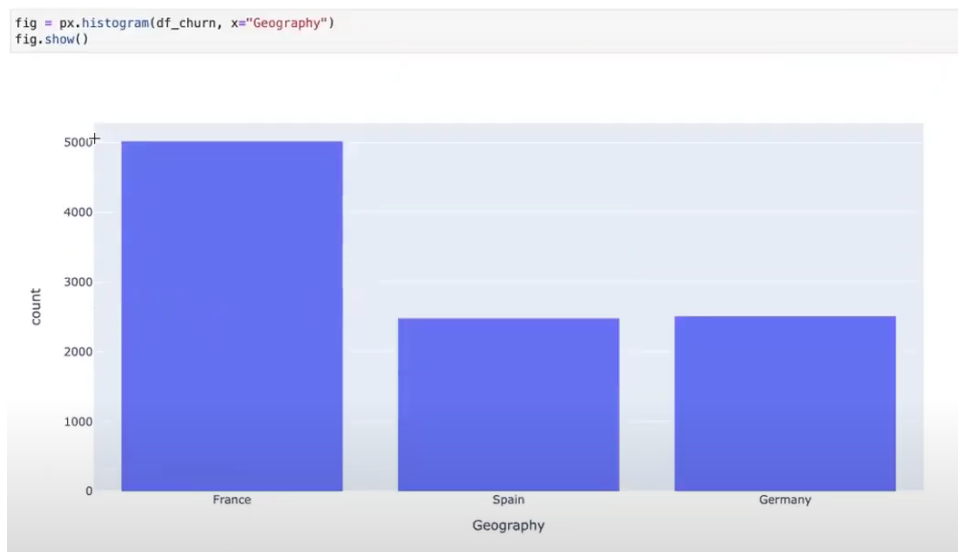 fig = px.histogram(df_churn, x="Geography")
fig.show()
5000
4000
3000
2000
1000
0
count
France Spain Germany
Geography